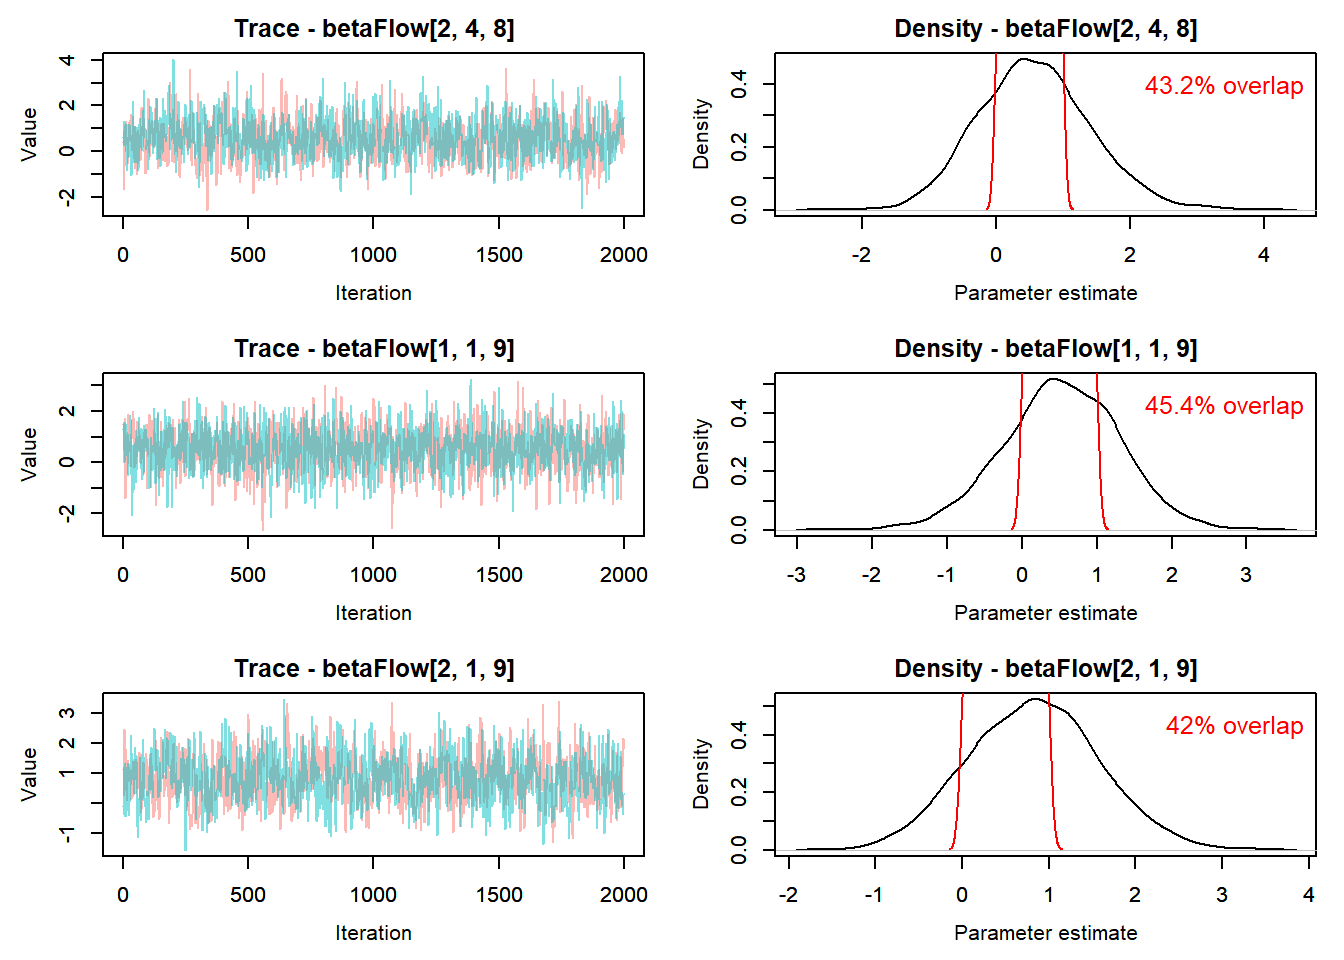 Trace - betaFlow[2, 4, 8]
Value
4
2
0
-2
0
500
1000
1500
2000
Iteration
Density - betaFlow[2, 4, 8]
43.2% overlap
Density
0.4
0.2
0.0
-2
0
2
4
Parameter estimate
Trace - betaFlow[1, 1, 9]
Value
2
0
-2
0
500
1000
1500
2000
Iteration
Density - betaFlow[1, 1, 9]
45.4% overlap
Density
0.4
0.2
0.0
-3
-2
-1
0
1
2
3
Parameter estimate
Trace - betaFlow[2, 1, 9]
Value
3
2
1
-1
0
500
1000
1500
2000
Iteration
Density - betaFlow[2, 1, 9]
42% overlap
Density
0.4
0.2
0.0
-2
-1
0
1
2
3
4
Parameter estimate